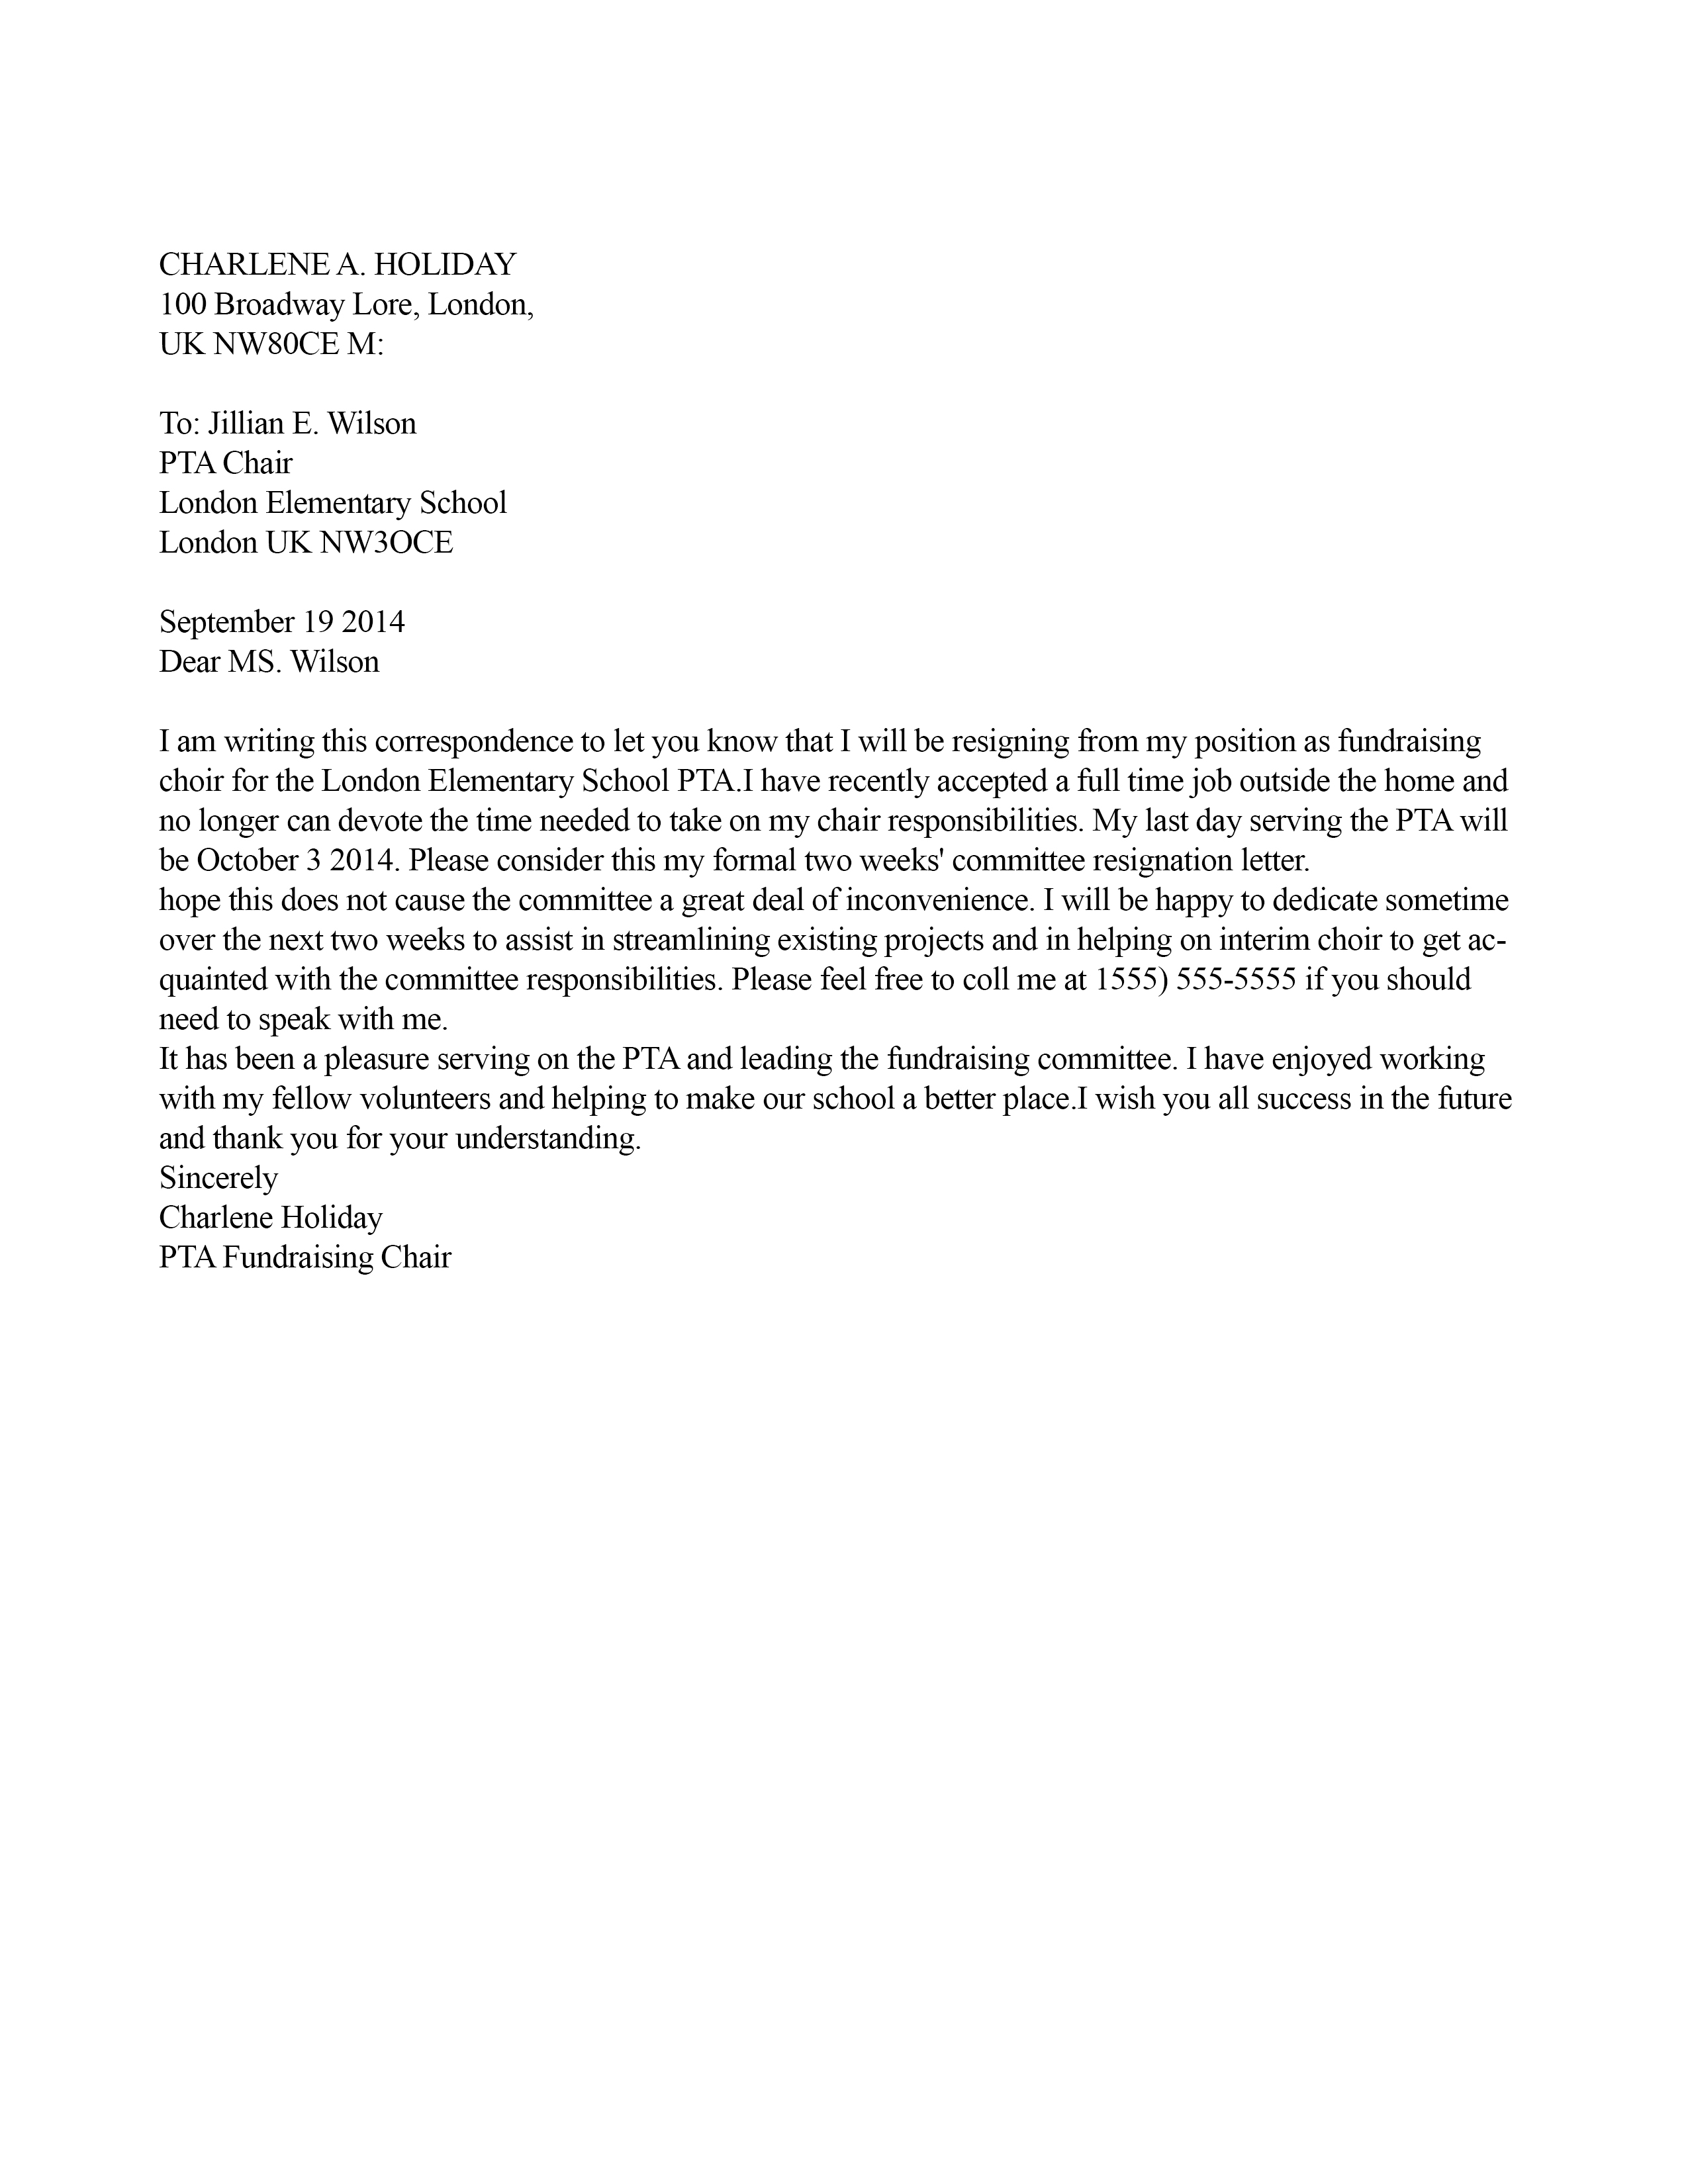 CHARLENE A. HOLIDAY
100 Broadway Lore, London,
UK NW80CE M:
To: Jillian E. Wilson
PTA Chair
London Elementary School
London UK NW3OCE
September 19 2014
Dear MS. Wilson
I am writing this correspondence to let you know that I will be resigning from my position as fundraising
choir for the London Elementary School PTA.I have recently accepted a full time job outside the home and
no longer can devote the time needed to take on my chair responsibilities. My last day serving the PTA will
be October 3 2014. Please consider this my formal two weeks' committee resignation letter.
hope this does not cause the committee a great deal of inconvenience. I will be happy to dedicate sometime
over the next two weeks to assist in streamlining existing projects and in helping on interim choir to get ac-
quainted with the committee responsibilities. Please feel free to coll me at 1555) 555-5555 if you should
need to speak with me.
It has been a pleasure serving on the PTA and leading the fundraising committee. I have enjoyed working
with my fellow volunteers and helping to make our school a better place.I wish you all success in the future
and thank you for your understanding.
Sincerely
Charlene Holiday
PTA Fundraising Chair